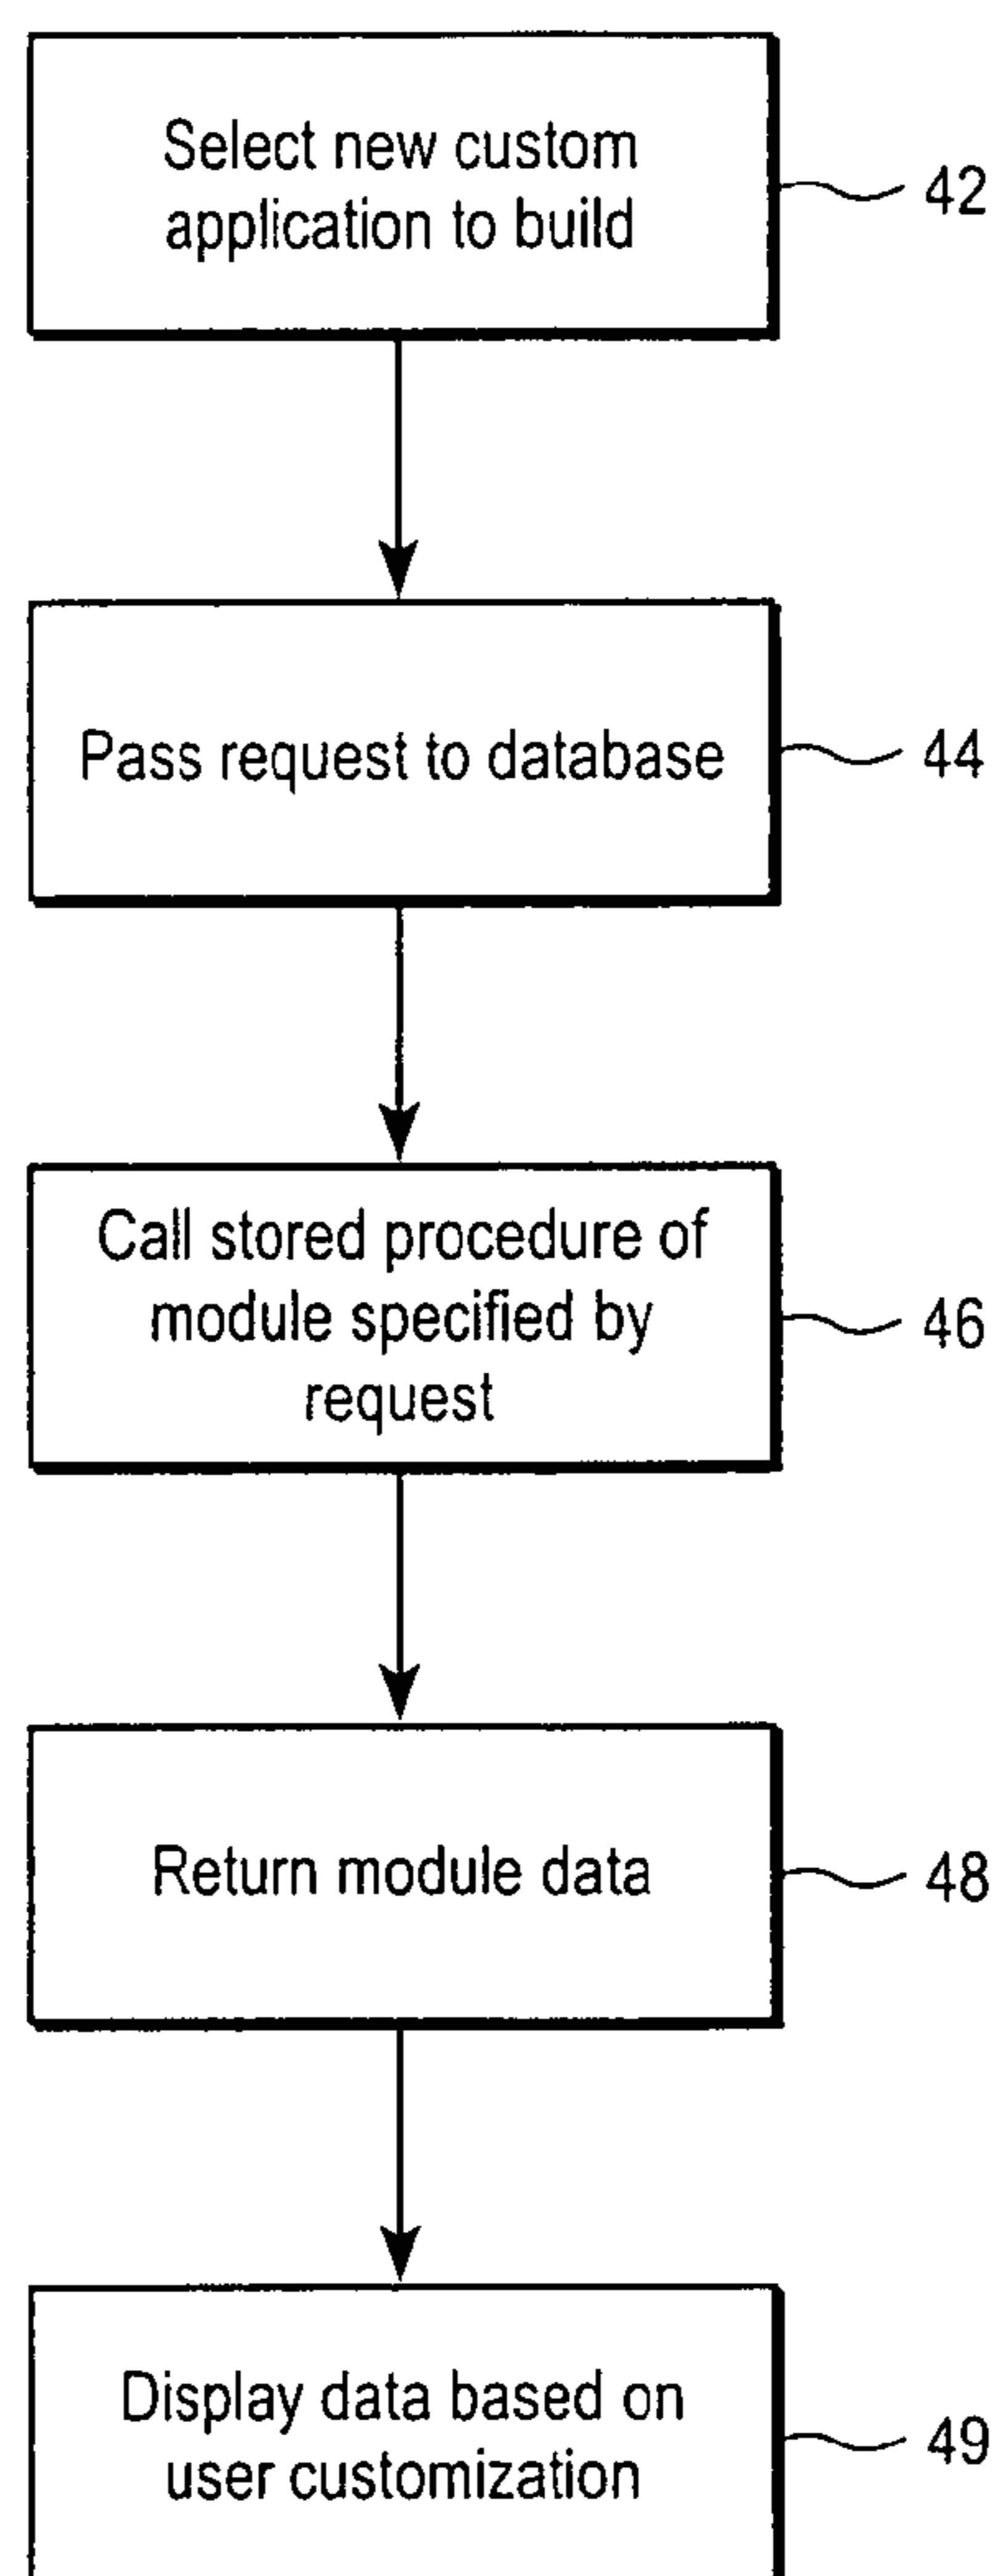 Select new custom
application to build
42
Pass request to database
44
Call stored procedure of
module specified by
request
46
Return module data
48
Display data based on
user customization
49